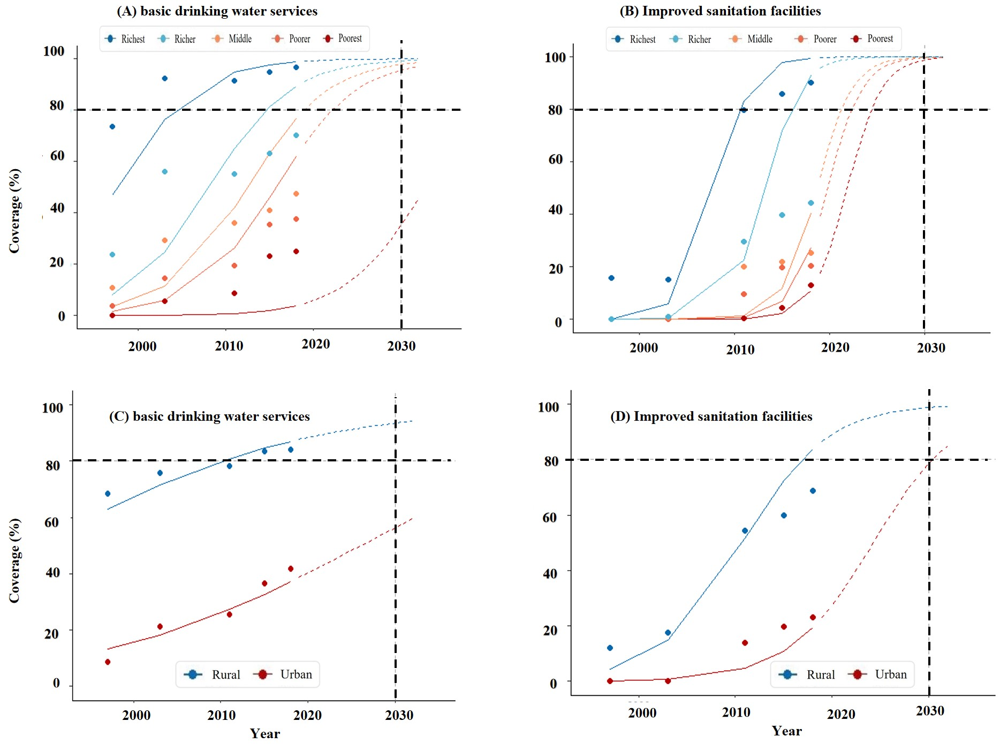 (A) basic drinking water services
(B) Improved sanitation facilities
Richest Richer Middle Poorer Poorest
Richest Richer Middle Poorer Poorest
100
80
60
40
20
0
Coverage (%)
2000 2010 2020 2030
100
80
60
40
20
0
2000 2010 2020 2030
(C) basic drinking water services
100
80
60
40
20
0
Coverage (%)
Rural Urban
2000 2010 2020 2030
Year
(D) Improved sanitation facilities
100
80
60
40
20
0
Rural Urban
2000 2010 2020 2030
Year